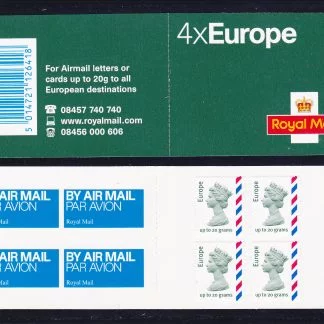 5 014721 126418
For Airmail letters or
cards up to 20g to all
European destinations
08457 740 740
www.royalmail.com
08456 000 606
4xEurope
Royal Ma
BY AIR MAIL
PAR AVION
Royal Mail
BY AIR MAIL
PAR AVION
Royal Mail
BY AIR MAIL
PAR AVION
Royal Mail
BY AIR MAIL
PAR AVION
Royal Mail
Europe
up to 20 grams
Europe
up to 20 grams
Europe
up to 20 grams
Europe
up to 20 grams